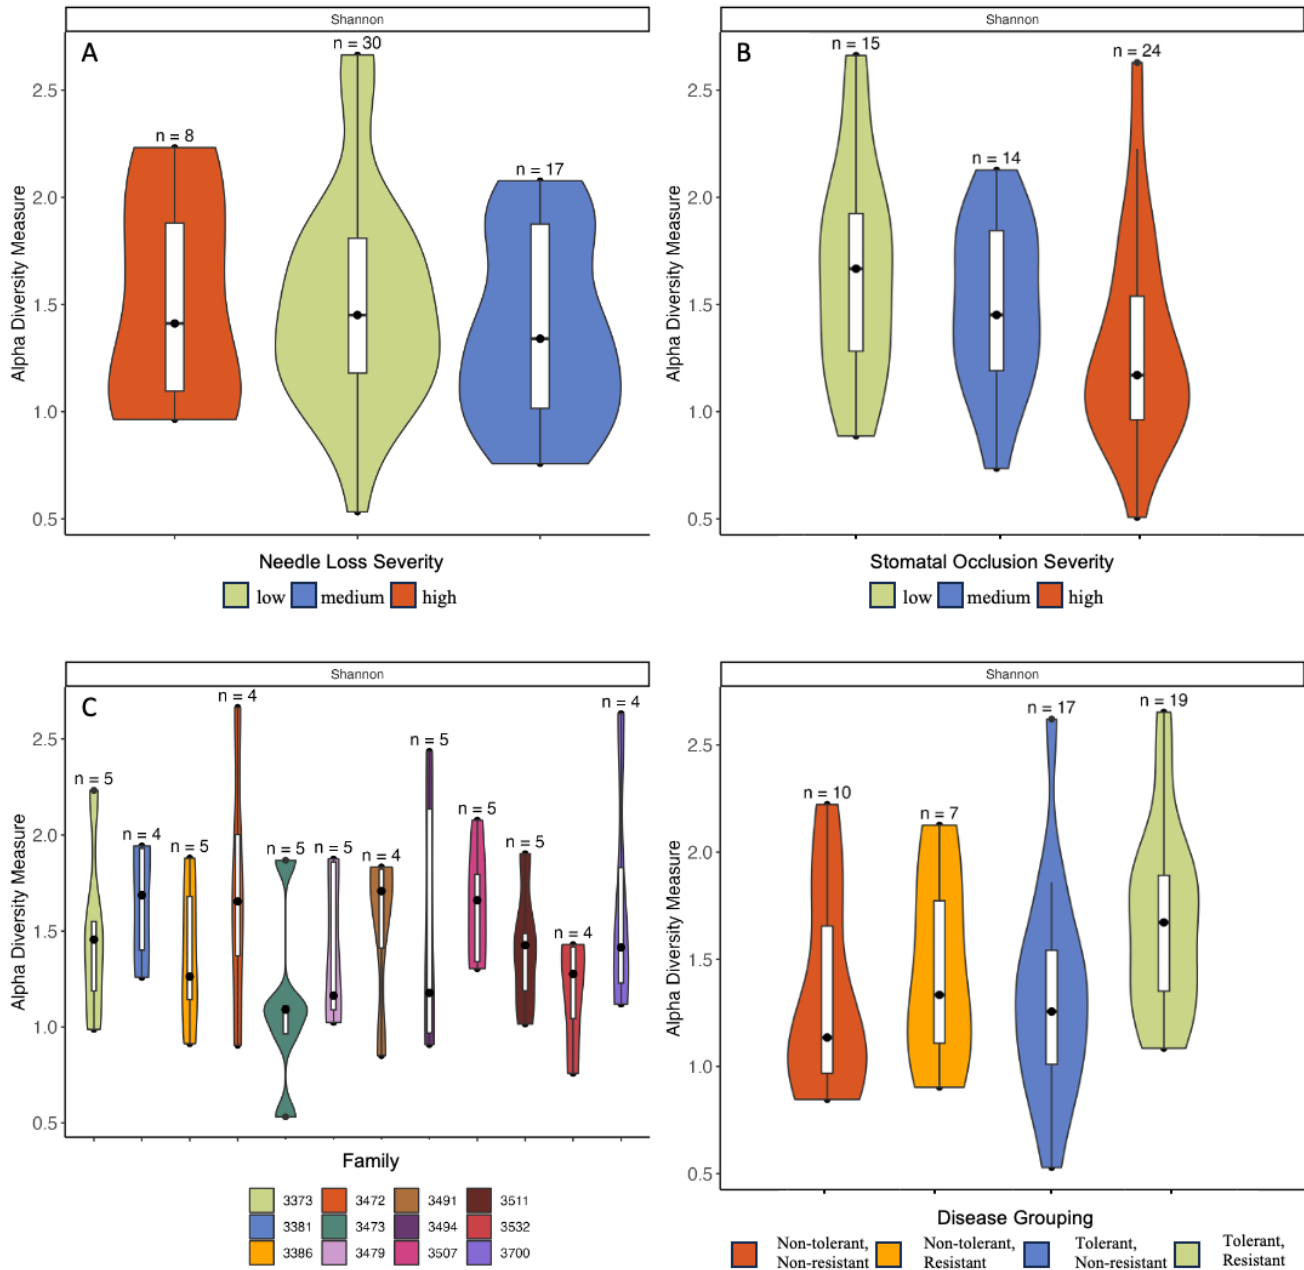 Shannon
A
n = 8
n = 30
n = 17
Alpha Diversity Measure
2.5
2.0
1.5
1.0
0.5
Needle Loss Severity
low medium high
Shannon
B
n = 15
n = 14
n = 24
Alpha Diversity Measure
2.5
2.0
1.5
1.0
0.5
Stomatal Occlusion Severity
low medium high
Shannon
C
n = 5
n = 4
n = 5
n = 4
n = 5
n = 5
n = 4
n = 5
n = 5
n = 5
n = 4
n = 4
Alpha Diversity Measure
2.5
2.0
1.5
1.0
0.5
Family
3373 3472 3491 3511
3381 3473 3494 3532
3386 3479 3507 3700
Shannon
n = 10
n = 7
n = 17
n = 19
Alpha Diversity Measure
2.5
2.0
1.5
1.0
0.5
Disease Grouping
Non-tolerant,
Non-resistant
Non-tolerant,
Resistant
Tolerant,
Non-resistant
Tolerant,
Resistant